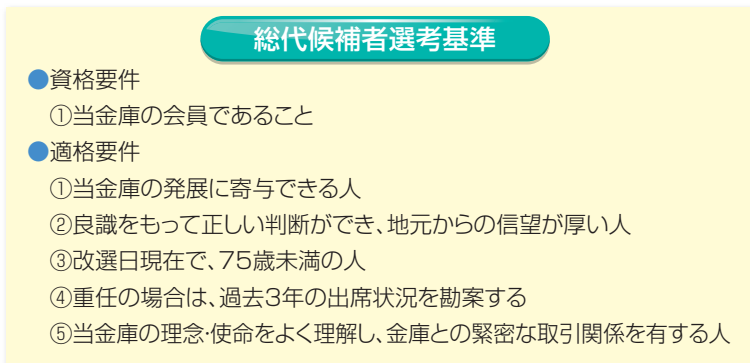 総代候補者選考基準
●資格要件
①当金庫の会員であること
●適格要件
①当金庫の発展に寄与できる人
②良識をもって正しい判断ができ、地元からの信望が厚い人
③改選日現在で、75歳未満の人
④重任の場合は、過去3年の出席状況を勘案する
⑤当金庫の理念・使命をよく理解し、金庫との緊密な取引関係を有する人